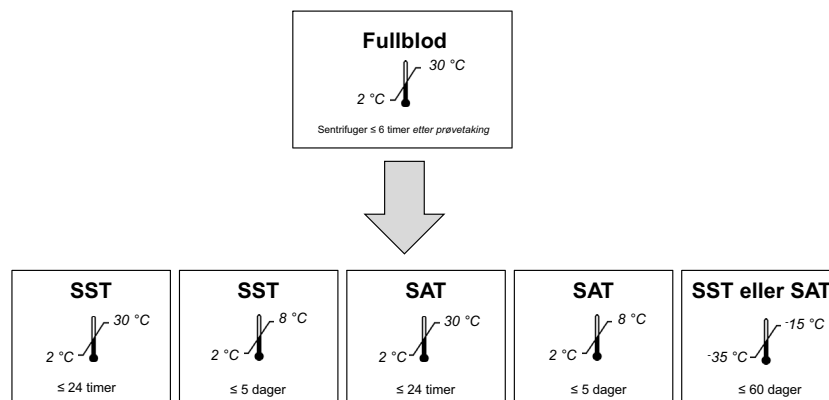 Fullblod
30 °C
2 °C
Sentrifuger ≤ 6 timer etter prøvetaking
SST
30 °C
2 °C
≤ 24 timer
SST
8 °C
2 °C
≤ 5 dager
SAT
30 °C
2 °C
≤ 24 timer
SAT
8 °C
2 °C
≤ 5 dager
SST eller SAT
-15 °C
-35 °C
≤ 60 dager